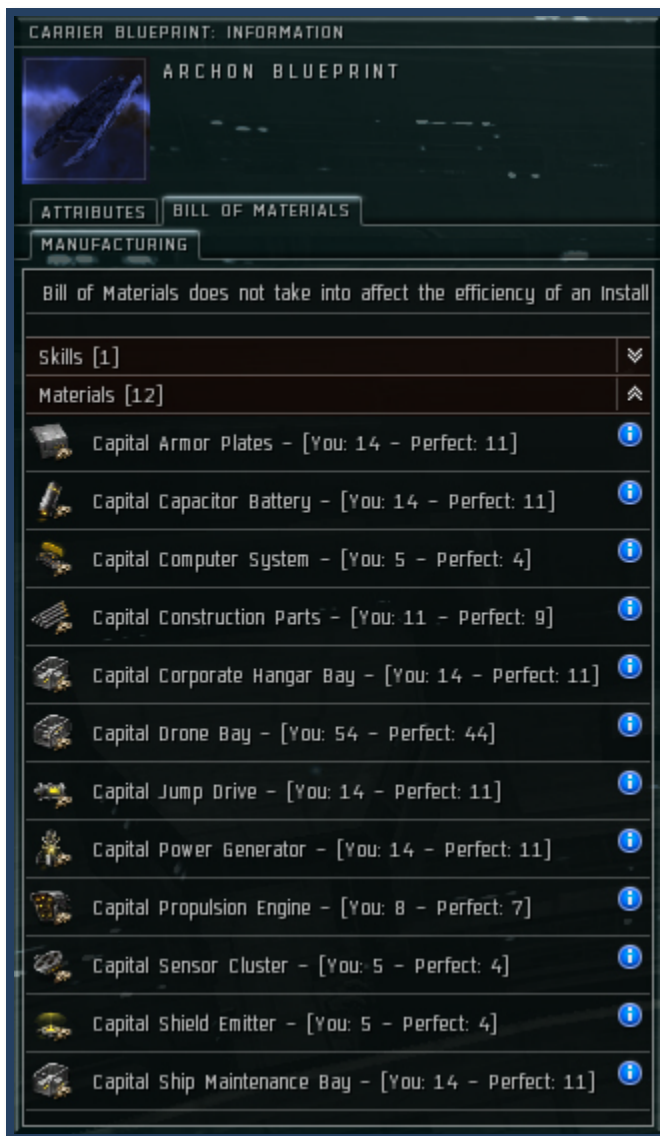 CARRIER BLUEPRINT: INFORMATION
ARCHON BLUEPRINT
ATTRIBUTES BILL OF MATERIALS
MANUFACTURING
Bill of Materials does not take into affect the efficiency of an Install
Skills [1]
Materials [12]
Capital Armor Plates - [You: 14 - Perfect: 11]
Capital Capacitor Battery - [You: 14 - Perfect: 11]
Capital Computer System - [You: 5 - Perfect: 4]
Capital Construction Parts - [You: 11 - Perfect: 9]
Capital Corporate Hangar Bay - [You: 14 - Perfect: 11]
Capital Drone Bay - [You: 54 - Perfect: 44]
Capital Jump Drive - [You: 14 - Perfect: 11]
Capital Power Generator - [You: 14 - Perfect: 11]
Capital Propulsion Engine - [You: 8 - Perfect: 7]
Capital Sensor Cluster - [You: 5 - Perfect: 4]
Capital Shield Emitter - [You: 5 - Perfect: 4]
Capital Ship Maintenance Bay - [You: 14 - Perfect: 11]